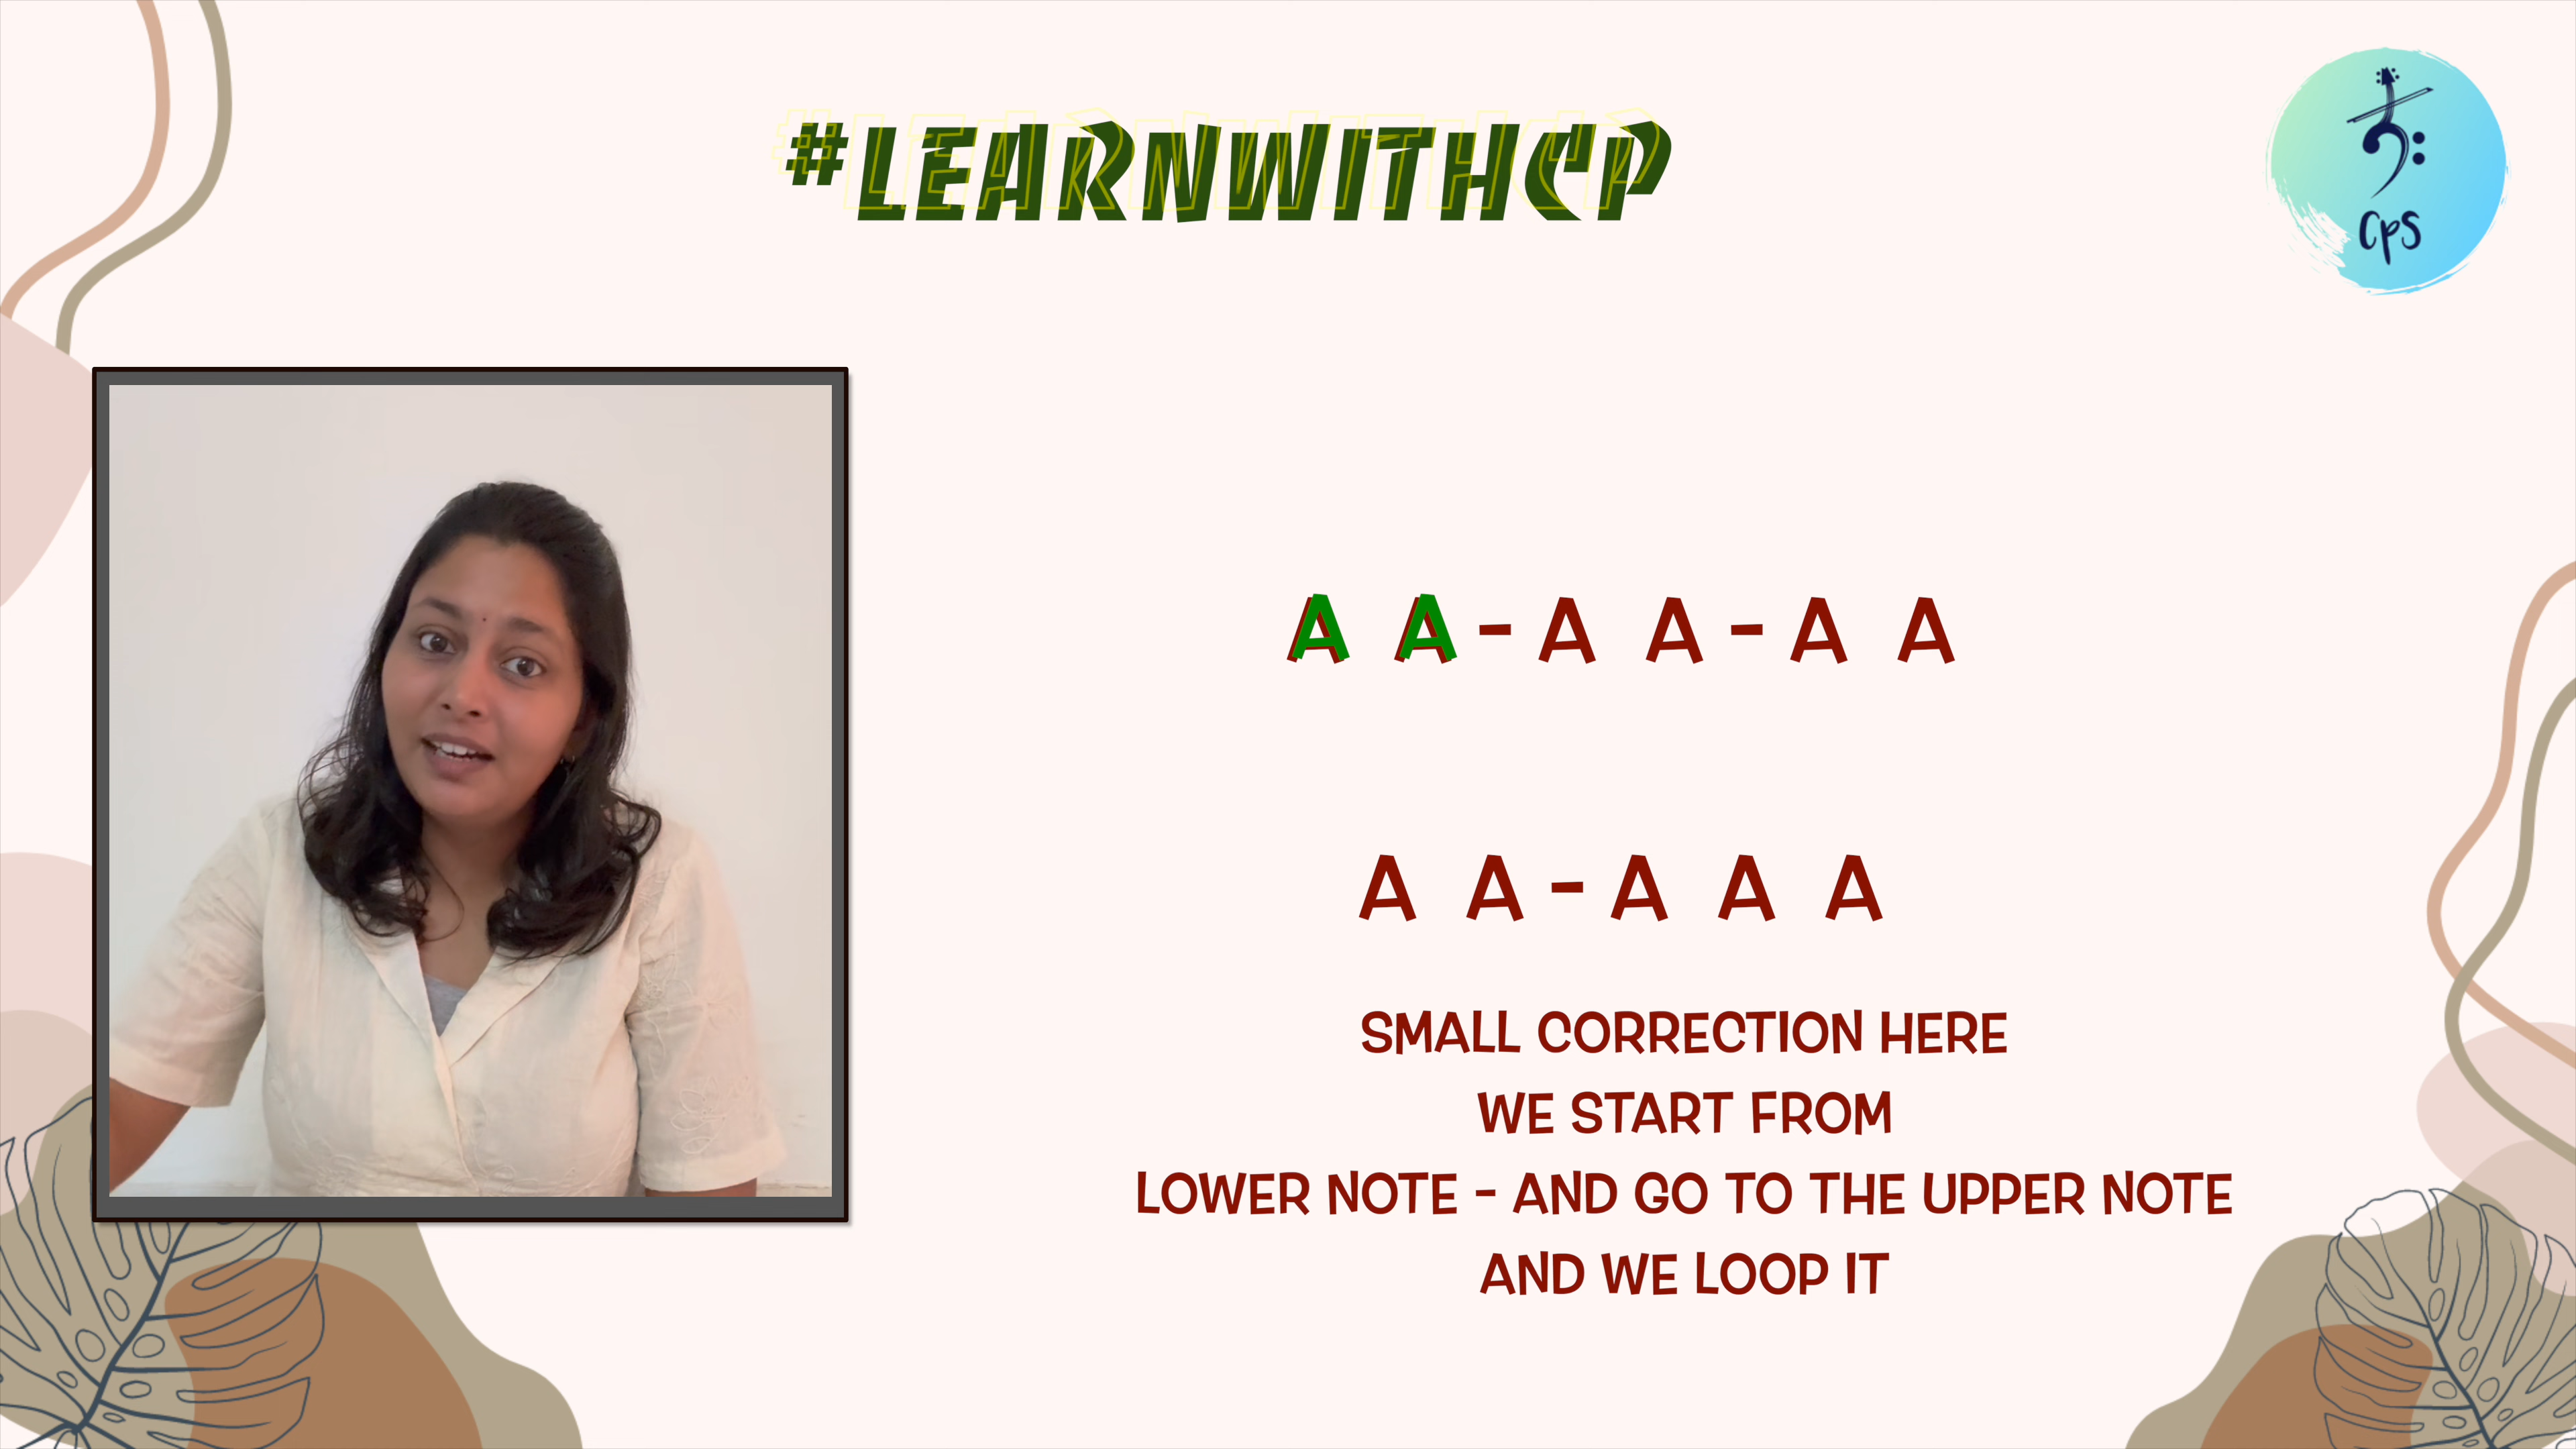 #LEARNWITHCP
CPS
A A - A A - A A
A A - A A A
SMALL CORRECTION HERE
WE START FROM
LOWER NOTE - AND GO TO THE UPPER NOTE
AND WE LOOP IT